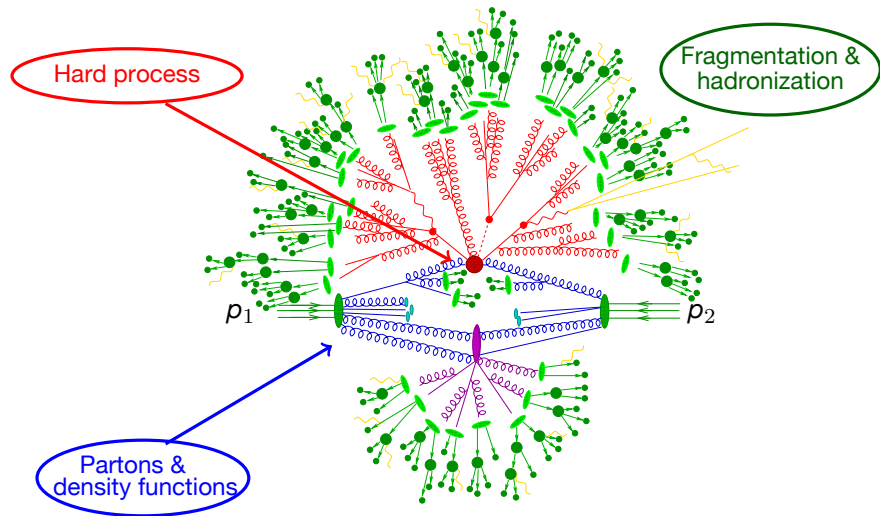 Hard process
Fragmentation &
hadronization
p1
p2
Partons &
density functions